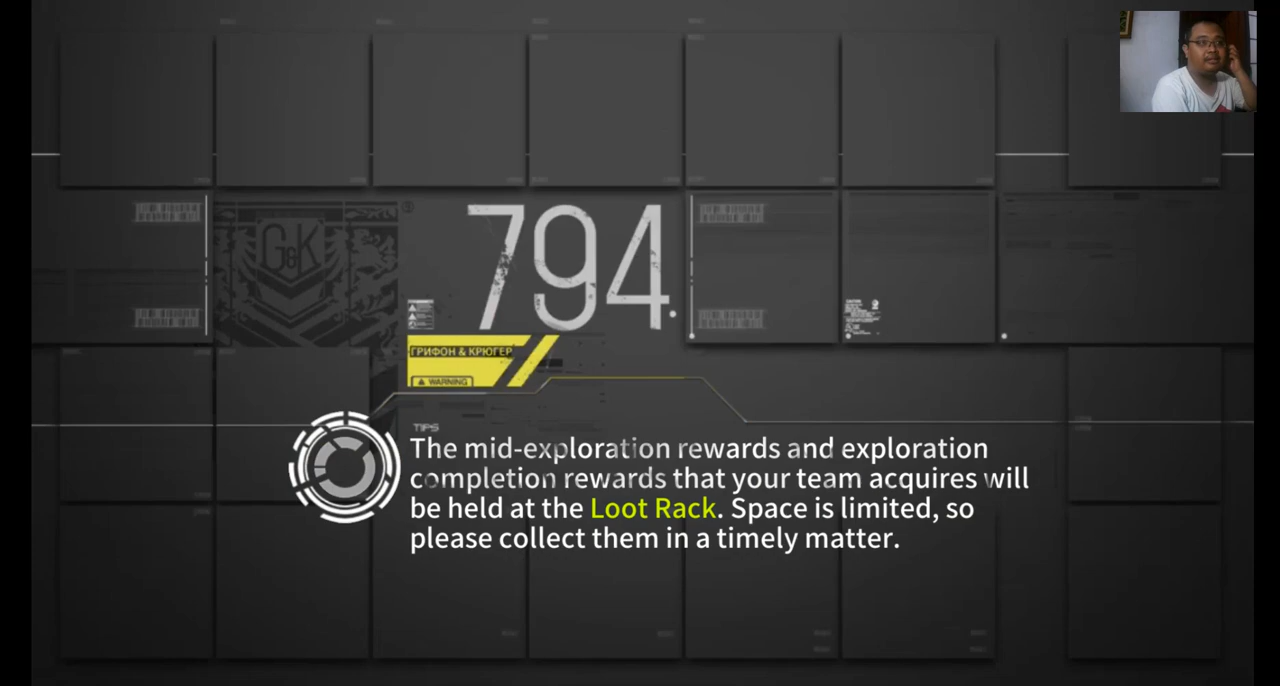 G&K
794.
ГРИФОН & КРЮГЕР
WARNING
TIPS
The mid-exploration rewards and exploration
completion rewards that your team acquires will
be held at the Loot Rack. Space is limited, so
please collect them in a timely matter.